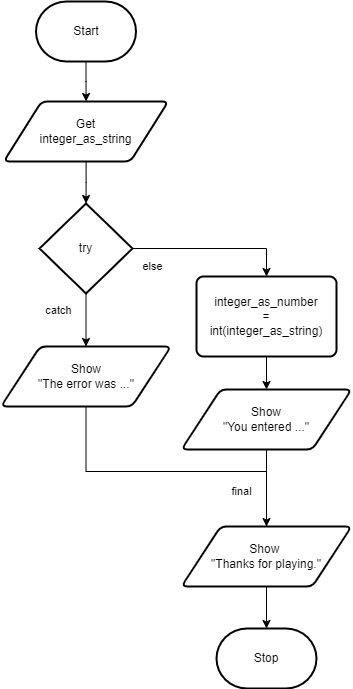 Start
Get
integer_as_string
try
else
catch
integer_as_number
=
int(integer_as_string)
Show
"The error was ..."
Show
"You entered ..."
final
Show
"Thanks for playing."
Stop